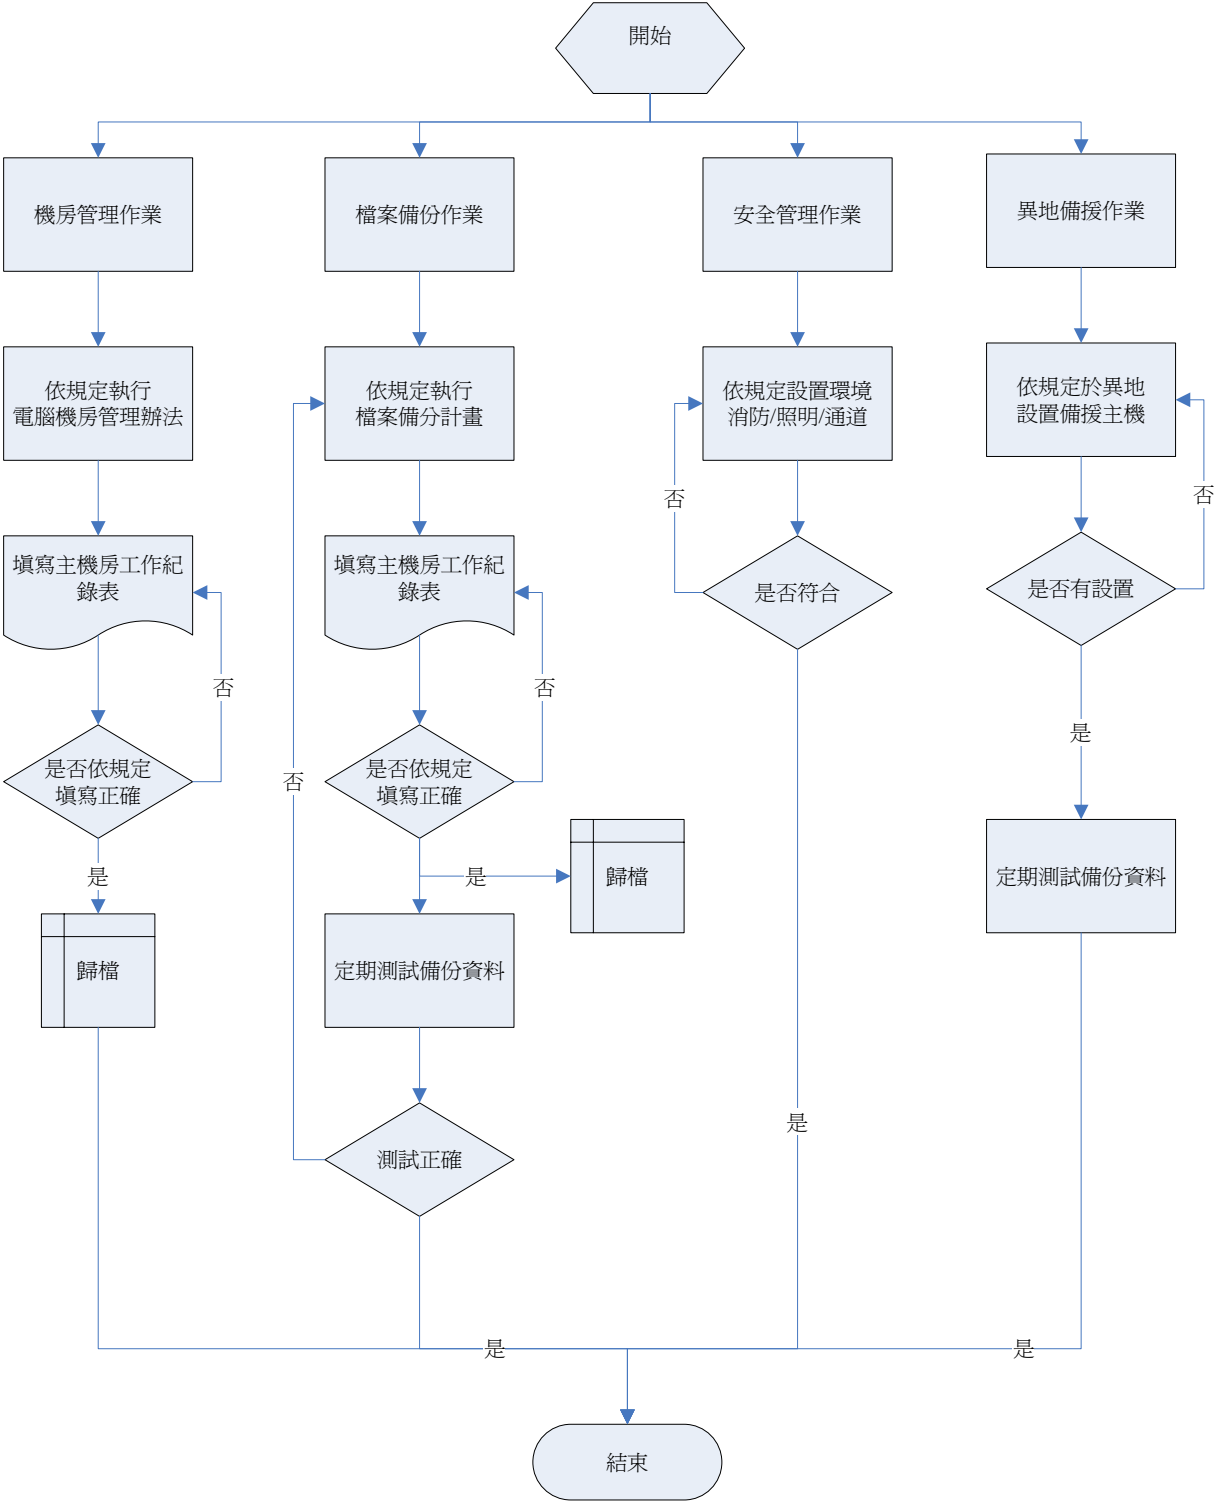 開始
機房管理作業
檔案備份作業
安全管理作業
異地備援作業
依規定執行
電腦機房管理辦法
依規定執行
檔案備分計畫
依規定設置環境
消防/照明/通道
依規定於異地
設置備援主機
否
否
填寫主機房工作紀
錄表
填寫主機房工作紀
錄表
是否符合
是否有設置
否
否
是
是否依規定
填寫正確
否
是否依規定
填寫正確
是
是
歸檔
定期測試備份資料
歸檔
定期測試備份資料
是
測試正確
是
是
結束